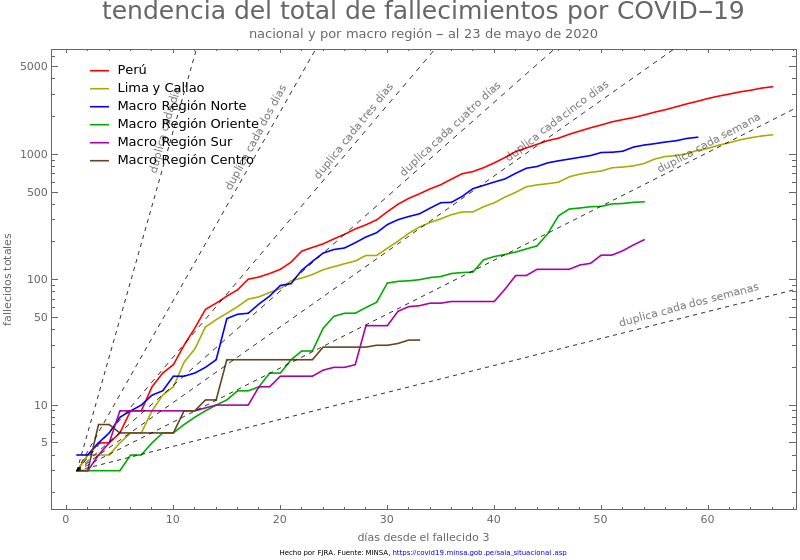 tendencia del total de fallecimientos por COVID−19
nacional y por macro región − al 23 de mayo de 2020
5000
1000
500
100
50
10
5
fallecidos totales
Perú
Lima y Callao
Macro Región Norte
Macro Región Oriente
Macro Región Sur
Macro Región Centro
duplica cada día
duplica cada dos días
duplica cada tres días
duplica cada cuatro días
duplica cada cinco días
duplica cada semana
duplica cada dos semanas
0 10 20 30 40 50 60
días desde el fallecido 3
Hecho por FJRA. Fuente: MINSA, https://covid19.minsa.gob.pe/sala_situacional.asp